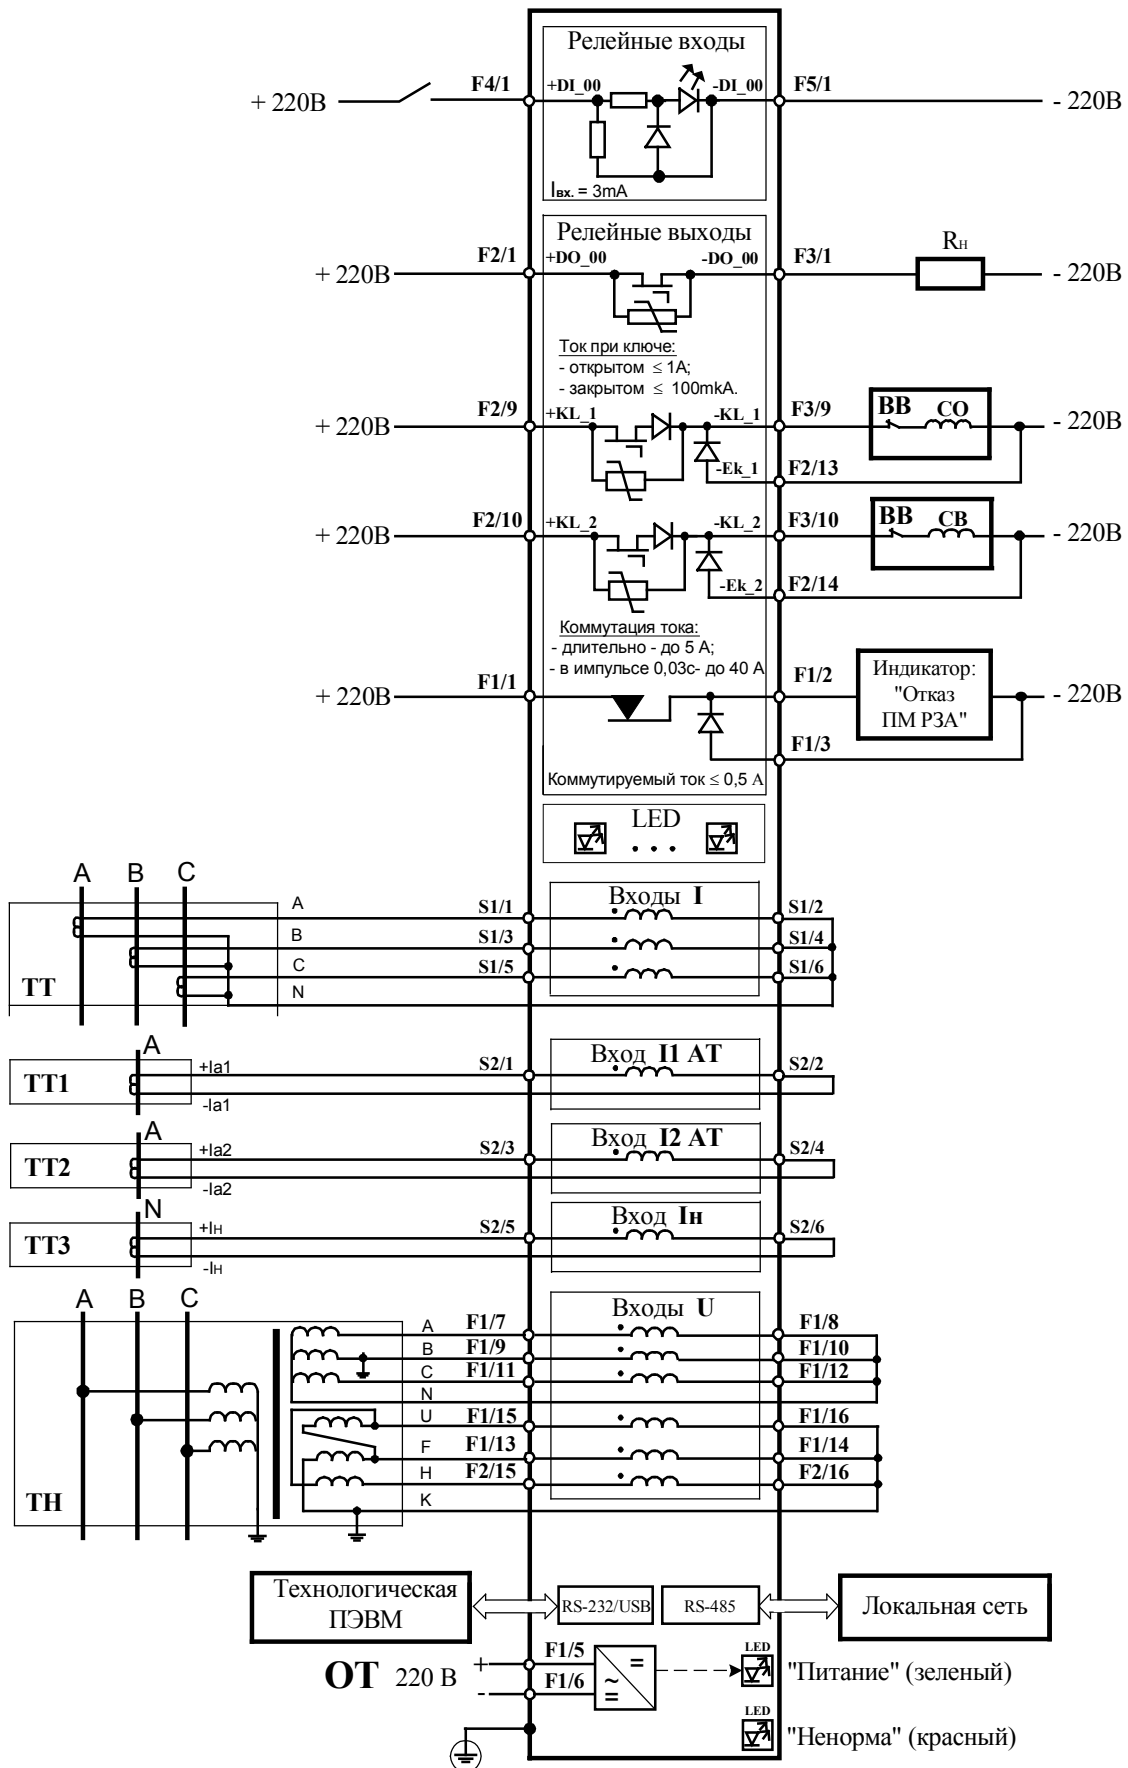 Релейные входы
+ 220В
F4/1
+DI_00
-DI_00
F5/1
- 220В
Iвх. = 3mA
Релейные выходы
+ 220В
F2/1
+DO_00
-DO_00
F3/1
Rн
- 220В
Ток при ключе:
- открытом ≤ 1А;
- закрытом ≤ 100mkA.
+ 220В
F2/9
+KL_1
-KL_1
F3/9
ВВ
СО
- 220В
-Ek_1
F2/13
+ 220В
F2/10
+KL_2
-KL_2
F3/10
ВВ
СВ
- 220В
-Ek_2
F2/14
Коммутация тока:
- длительно - до 5 А;
- в импульсе 0,03с- до 40 А
+ 220В
F1/1
F1/2
Индикатор:
"Отказ
ПМ РЗА"
- 220В
F1/3
Коммутируемый ток ≤ 0,5 А
LED
. . .
A
B
C
Входы I
A
S1/1
S1/2
B
S1/3
S1/4
C
S1/5
S1/6
N
ТТ
A
Вход I1 АТ
ТТ1
+Ia1
S2/1
S2/2
-Ia1
A
Вход I2 АТ
ТТ2
+Ia2
S2/3
S2/4
-Ia2
N
Вход Iн
ТТ3
+Iн
S2/5
S2/6
-Iн
A
B
C
Входы U
A
F1/7
F1/8
B
F1/9
F1/10
C
F1/11
F1/12
N
U
F1/15
F1/16
F
F1/13
F1/14
H
F2/15
F2/16
K
ТН
Технологическая
ПЭВМ
RS-232/USB
RS-485
Локальная сеть
ОТ 220 В
+
F1/5
-
F1/6
=
~
=
LED
"Питание" (зеленый)
LED
"Ненорма" (красный)